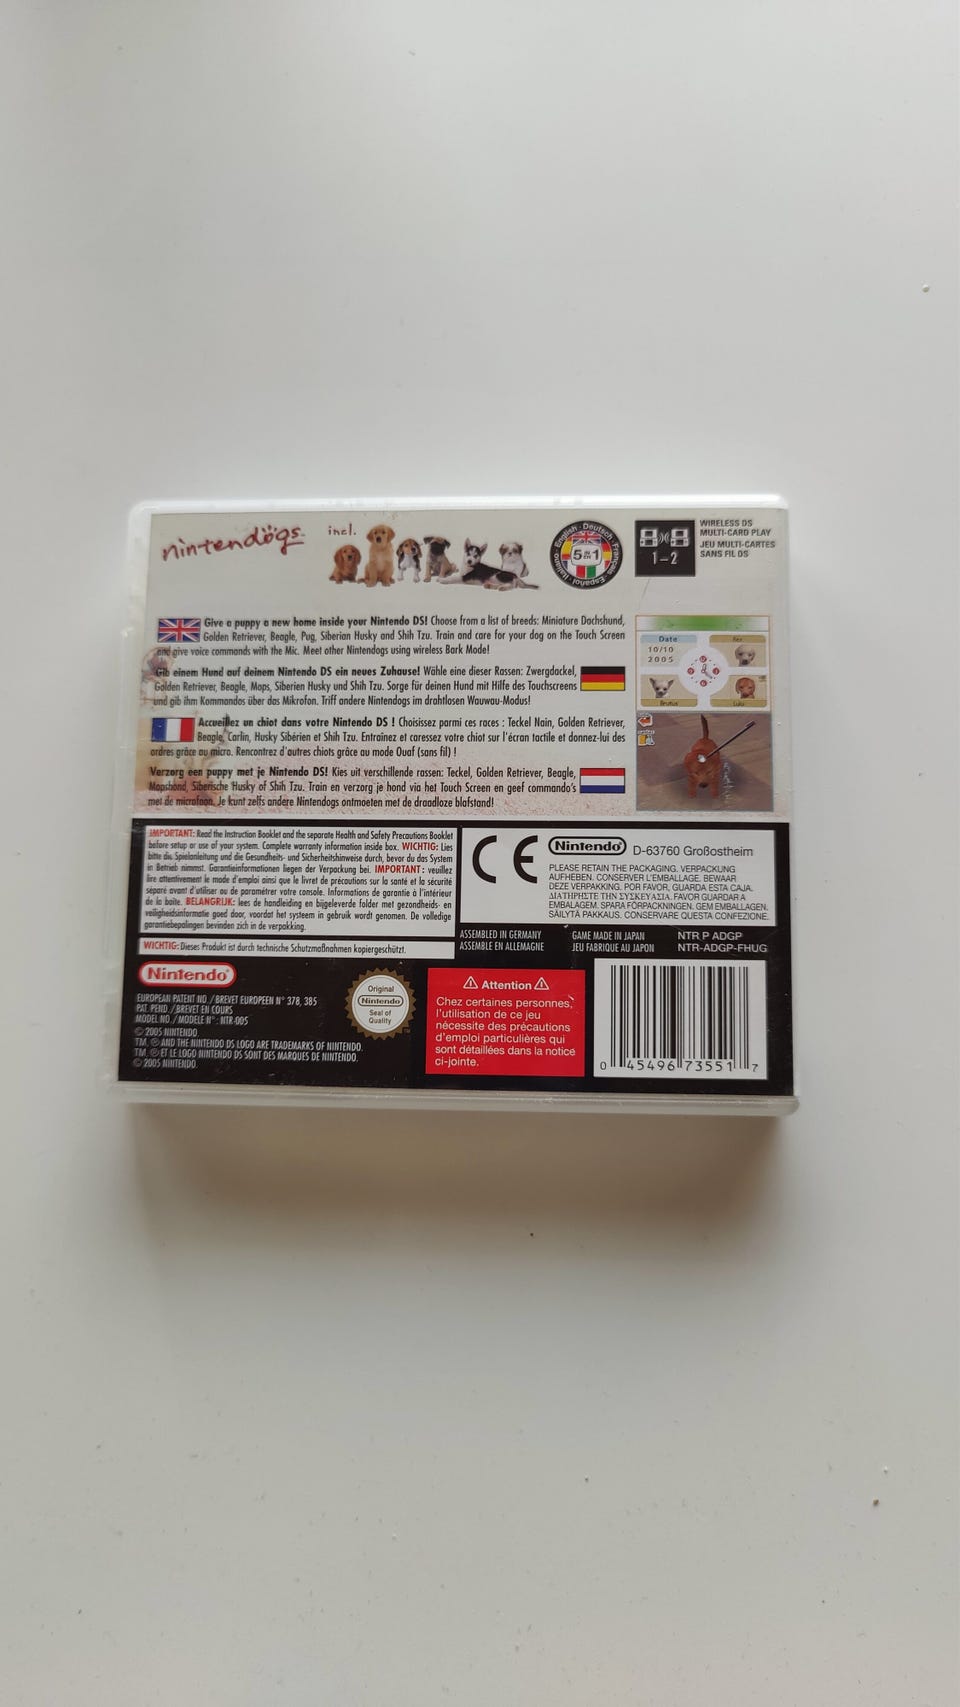 nintendogs
incl.
English · Deutsch · Français · Español · Italiano
5 IN EN 1
1-2
WIRELESS DS
MULTI-CARD PLAY
JEU MULTI-CARTES
SANS FIL DS
Give a puppy a new home inside your Nintendo DS! Choose from a list of breeds: Miniature Dachshund,
Golden Retriever, Beagle, Pug, Siberian Husky and Shih Tzu. Train and care for your dog on the Touch Screen
and give voice commands with the Mic. Meet other Nintendogs using wireless Bark Mode!
Gib einem Hund auf deinem Nintendo DS ein neues Zuhause! Wähle eine dieser Rassen: Zwergdackel,
Golden Retriever, Beagle, Mops, Siberien Husky und Shih Tzu. Sorge für deinen Hund mit Hilfe des Touchscreens
und gib ihm Kommandos über das Mikrofon. Triff andere Nintendogs im drahtlosen Wauwau-Modus!
Accueillez un chiot dans votre Nintendo DS ! Choisissez parmi ces races : Teckel Nain, Golden Retriever,
Beagle, Carlin, Husky Sibérien et Shih Tzu. Entraînez et caressez votre chiot sur l'écran tactile et donnez-lui des
ordres grâce au micro. Rencontrez d'autres chiots grâce au mode Ouaf (sans fil) !
Verzorg een puppy met je Nintendo DS! Kies uit verschillende rassen: Teckel, Golden Retriever, Beagle,
Mopshond, Siberische Husky of Shih Tzu. Train en verzorg je hond via het Touch Screen en geef commando's
met de microfoon. Je kunt zelfs andere Nintendogs ontmoeten met de draadloze blafstand!
Date
10/10
2005
Rex
Brutus
Lulu
IMPORTANT: Read the Instruction Booklet and the separate Health and Safety Precautions Booklet
before setup or use of your system. Complete warranty information inside box. WICHTIG: Lies
bitte die Spielanleitung und die Gesundheits- und Sicherheitshinweise durch, bevor du das System
in Betrieb nimmst. Garantieinformationen liegen der Verpackung bei. IMPORTANT : veuillez
lire attentivement le mode d'emploi ainsi que le livret de précautions sur la santé et la sécurité
séparé avant d'utiliser ou de paramétrer votre console. Informations de garantie à l'intérieur
de la boîte. BELANGRIJK: lees de handleiding en bijgeleverde folder met gezondheids- en
veiligheidsinformatie goed door, voordat het systeem in gebruik wordt genomen. De volledige
garantiebepalingen bevinden zich in de verpakking.
WICHTIG: Dieses Produkt ist durch technische Schutzmaßnahmen kopiergeschützt.
CE
Nintendo® D-63760 Großostheim
PLEASE RETAIN THE PACKAGING. VERPACKUNG
AUFHEBEN. CONSERVER L'EMBALLAGE. BEWAAR
DEZE VERPAKKING. POR FAVOR, GUARDA ESTA CAJA.
ΔΙΑΤΗΡΗΣΤΕ ΤΗΝ ΣΥΣΚΕΥΑΣΙΑ. FAVOR GUARDAR A
EMBALAGEM. SPARA FÖRPACKNINGEN. GEM EMBALLAGEN.
SÄILYTÄ PAKKAUS. CONSERVARE QUESTA CONFEZIONE.
ASSEMBLED IN GERMANY
ASSEMBLE EN ALLEMAGNE
GAME MADE IN JAPAN
JEU FABRIQUE AU JAPON
NTR P ADGP
NTR-ADGP-FHUG
Nintendo®
EUROPEAN PATENT NO./BREVET EUROPEEN N° 378, 385
PAT. PEND./BREVET EN COURS
MODEL NO./MODELE N°: NTR-005
© 2005 NINTENDO.
TM, ® AND THE NINTENDO DS LOGO ARE TRADEMARKS OF NINTENDO.
TM, ® ET LE LOGO NINTENDO DS SONT DES MARQUES DE NINTENDO.
© 2005 NINTENDO.
Original
Nintendo
Seal of
Quality
Attention
Chez certaines personnes,
l'utilisation de ce jeu
nécessite des précautions
d'emploi particulières qui
sont détaillées dans la notice
ci-jointe.
0 45496 73551 7